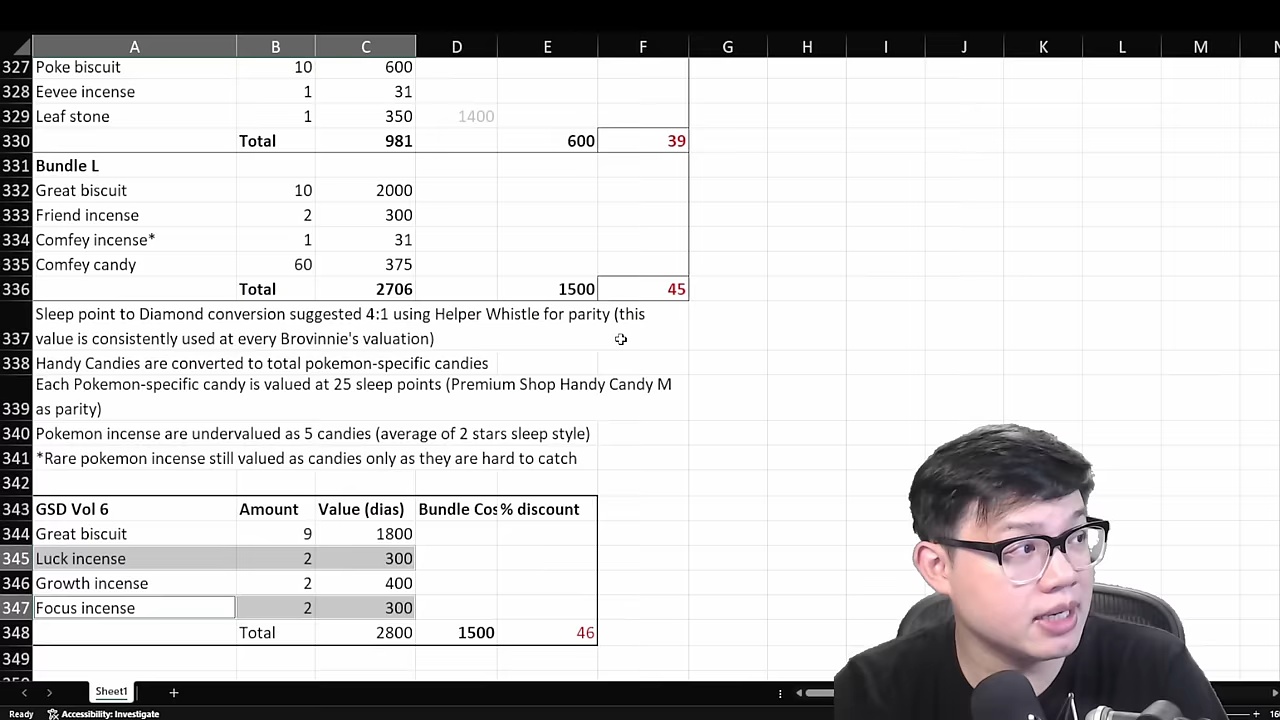 A B C D E F G H I J K L M
327 Poke biscuit 10 600
328 Eevee incense 1 31
329 Leaf stone 1 350 1400
330 Total 981 600 39
331 Bundle L
332 Great biscuit 10 2000
333 Friend incense 2 300
334 Comfey incense* 1 31
335 Comfey candy 60 375
336 Total 2706 1500 45
Sleep point to Diamond conversion suggested 4:1 using Helper Whistle for parity (this
337 value is consistently used at every Brovinnie's valuation)
338 Handy Candies are converted to total pokemon-specific candies
Each Pokemon-specific candy is valued at 25 sleep points (Premium Shop Handy Candy M
339 as parity)
340 Pokemon incense are undervalued as 5 candies (average of 2 stars sleep style)
341 *Rare pokemon incense still valued as candies only as they are hard to catch
342
343 GSD Vol 6 Amount Value (dias) Bundle Cos % discount
344 Great biscuit 9 1800
345 Luck incense 2 300
346 Growth incense 2 400
347 Focus incense 2 300
348 Total 2800 1500 46
349
Sheet1
Ready Accessibility: Investigate